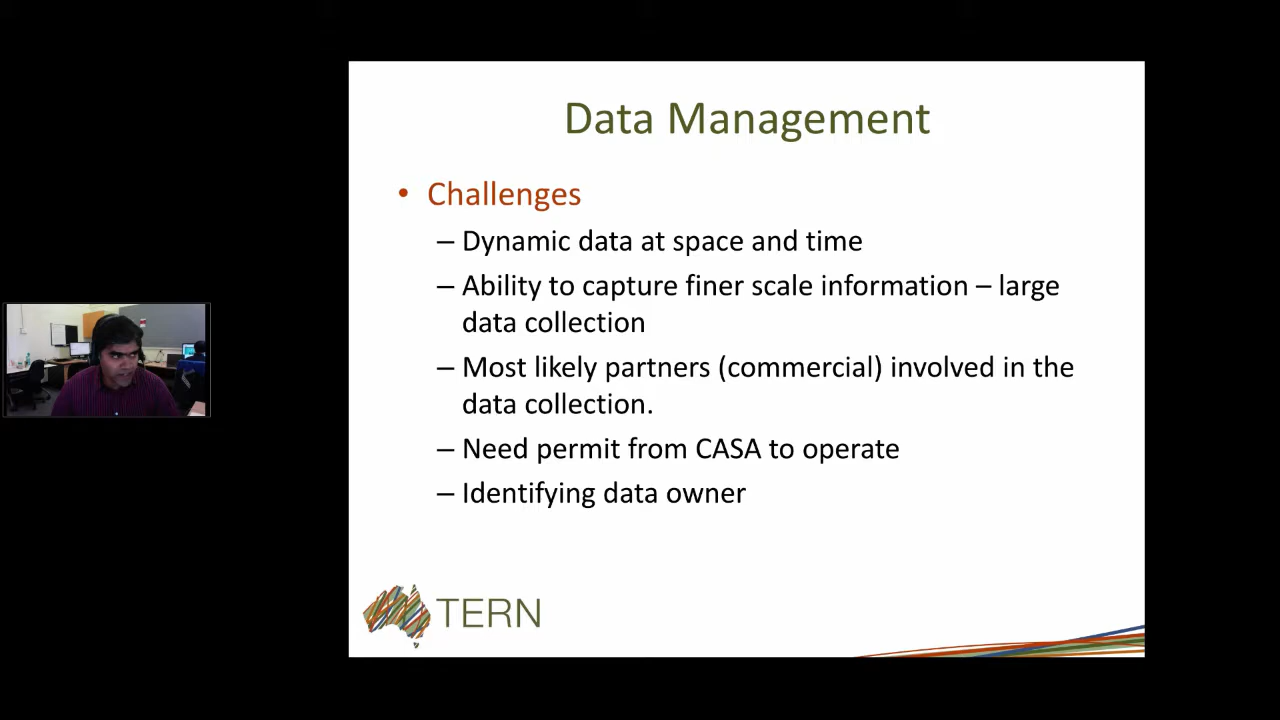 Data Management
• Challenges
– Dynamic data at space and time
– Ability to capture finer scale information – large
data collection
– Most likely partners (commercial) involved in the
data collection.
– Need permit from CASA to operate
– Identifying data owner
TERN